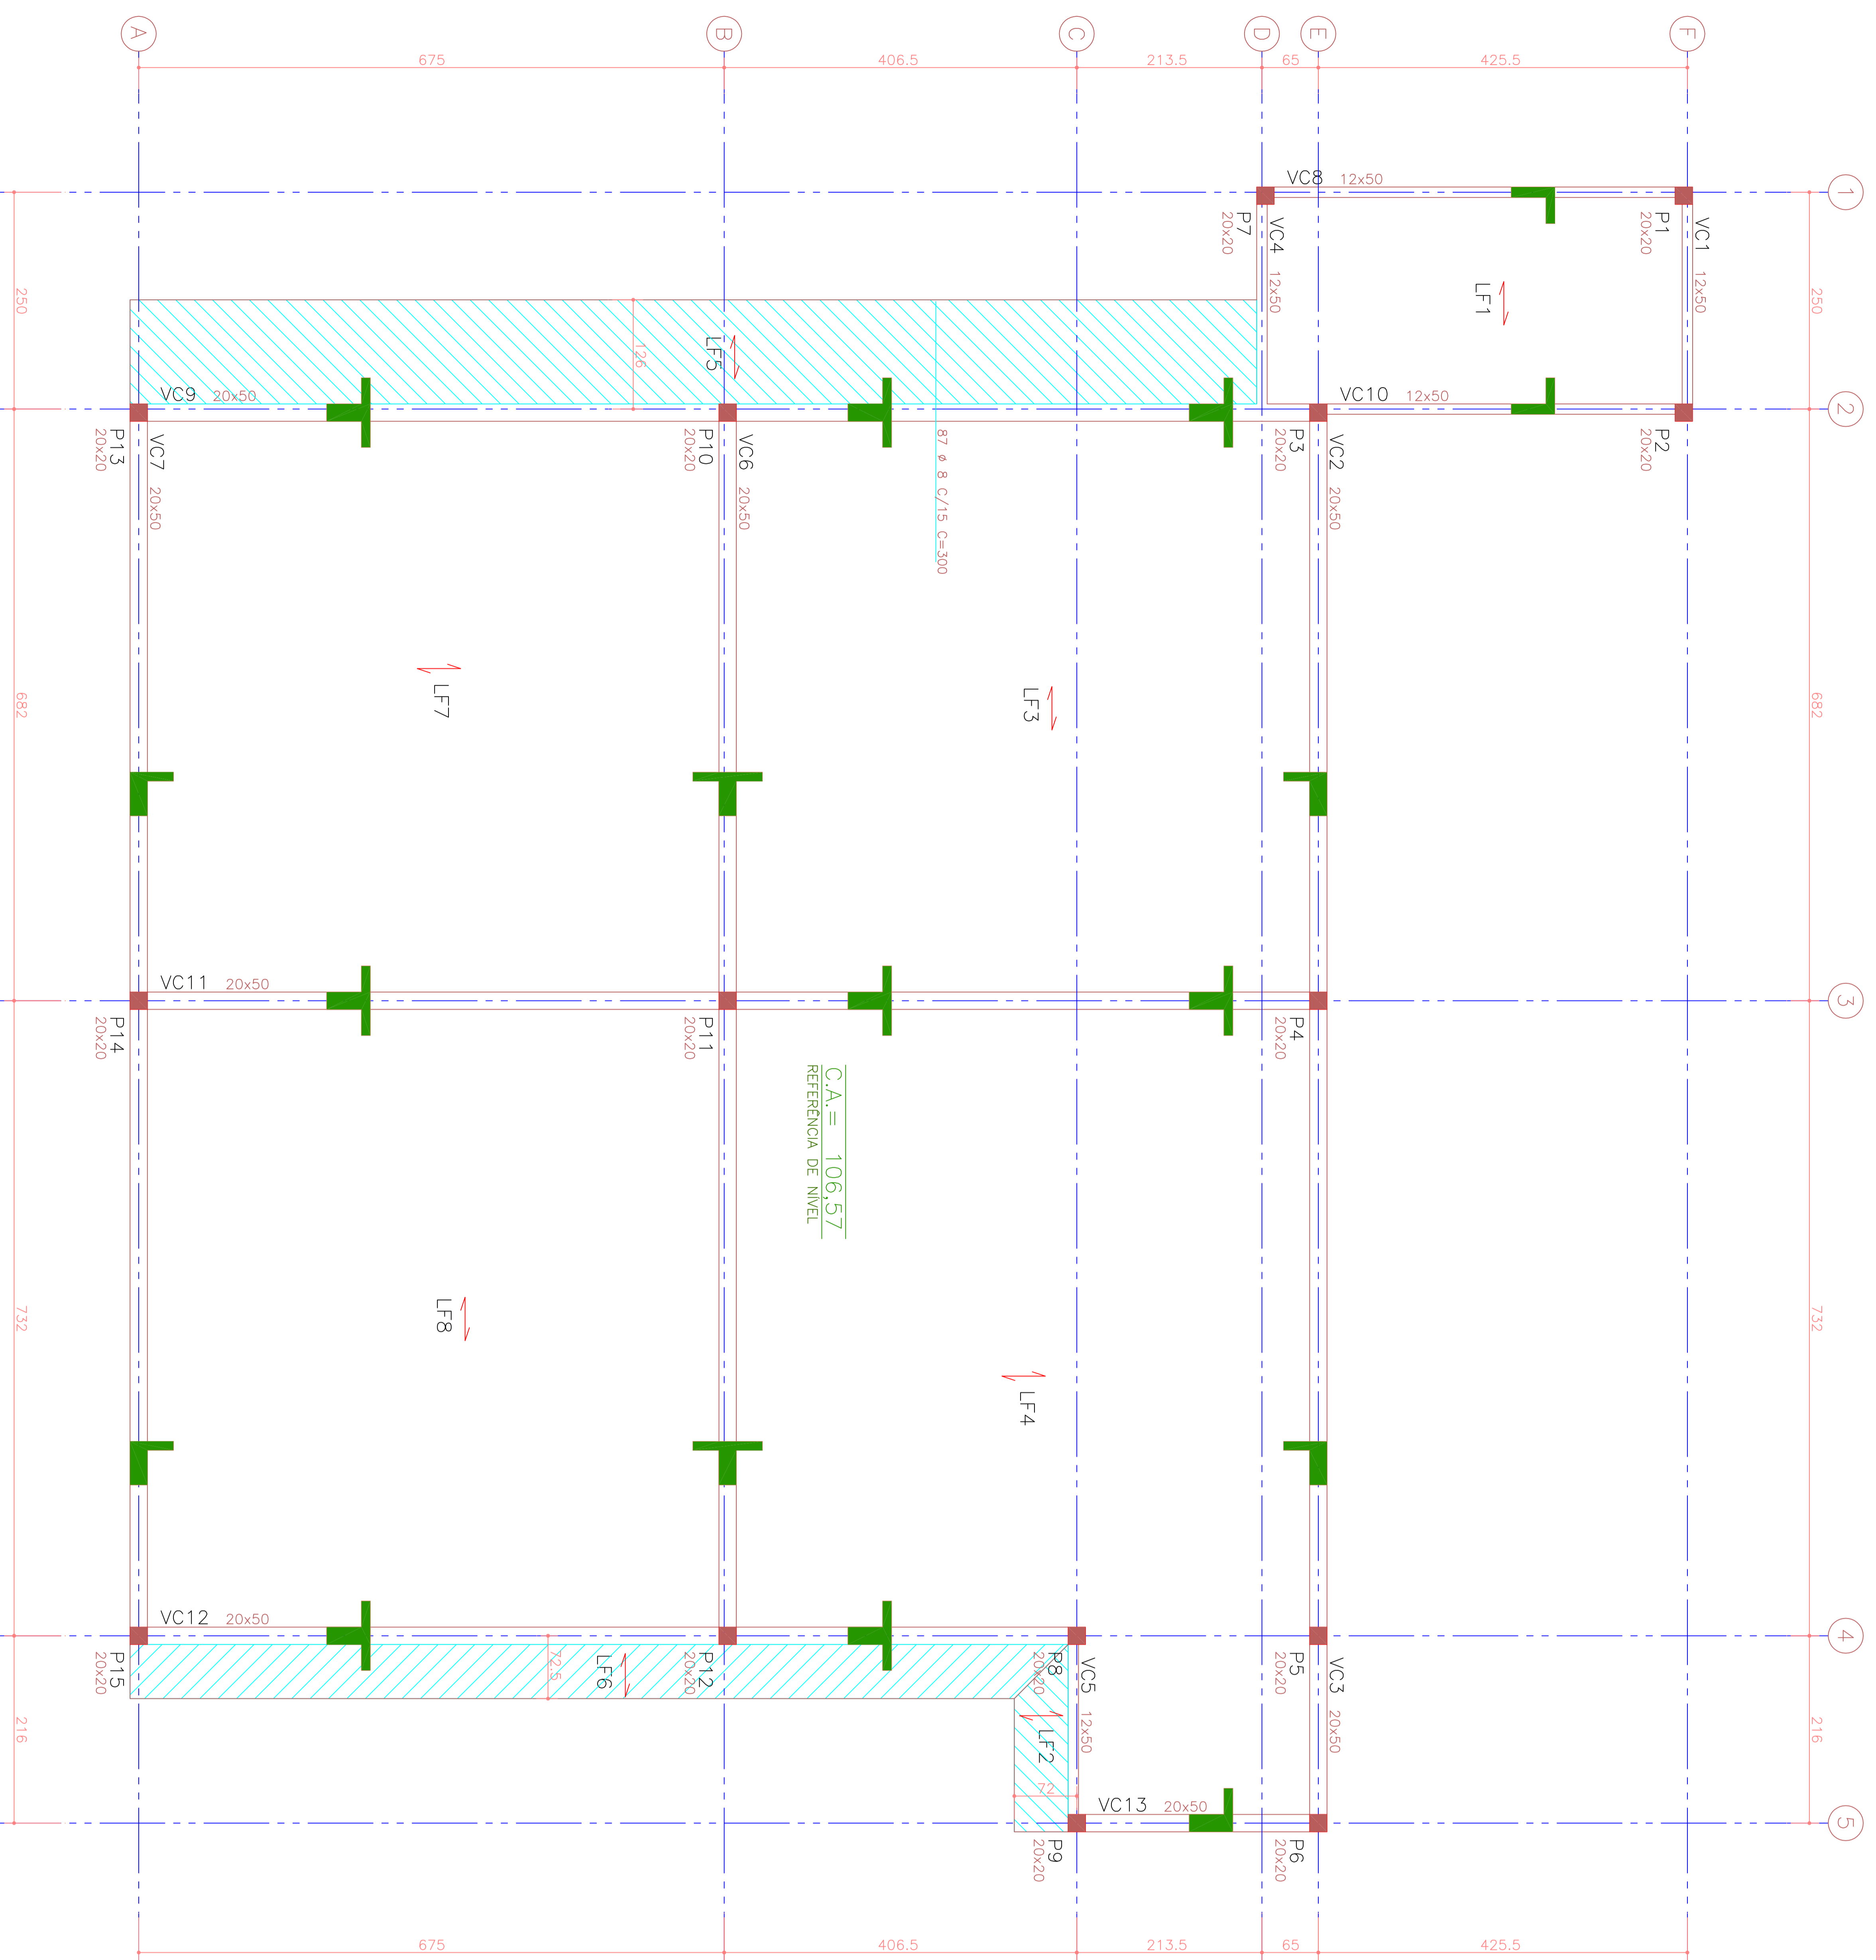 A
B
C
D
E
F
675
406.5
213.5
65
425.5
1
2
3
4
5
250
682
732
216
250
682
732
216
VC8 12x50
P1
20x20
VC1 12x50
P7
20x20
VC4 12x50
LF1
VC10 12x50
P2
20x20
126
LF5
87 ø 8 C/15 C=300
VC9 20x50
P13
20x20
VC7 20x50
P10
20x20
VC6 20x50
P3
20x20
VC2 20x50
LF7
LF3
VC11 20x50
P14
20x20
P11
20x20
P4
20x20
C.A.= 106,57
REFERÊNCIA DE NÍVEL
LF8
LF4
VC12 20x50
P15
20x20
72.5
LF6
P12
20x20
P8
20x20
VC5 12x50
LF2
72
P5
20x20
VC3 20x50
VC13 20x50
P9
20x20
P6
20x20
675
406.5
213.5
65
425.5